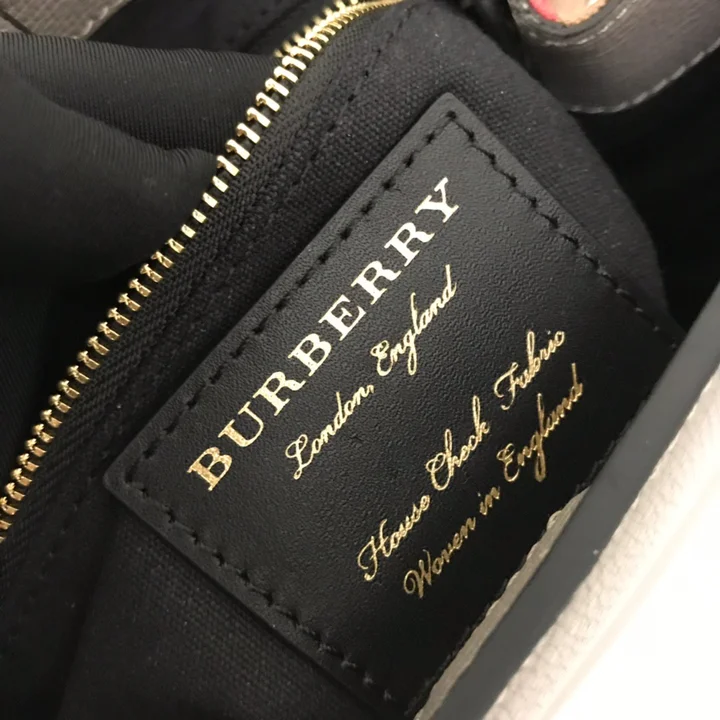 BURBERRY
London, England
House Check Fabric
Woven in England